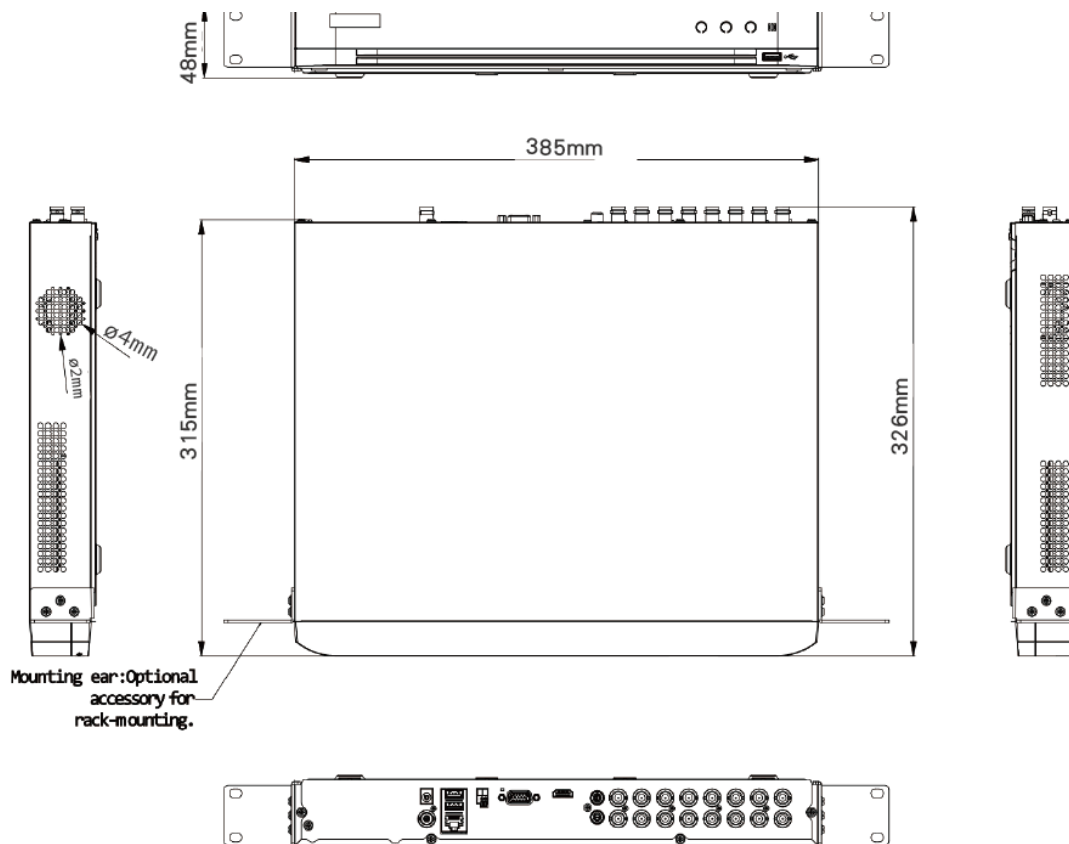 48mm
385mm
ø4mm
ø2mm
315mm
326mm
Mounting ear:Optional
accessory for
rack-mounting.